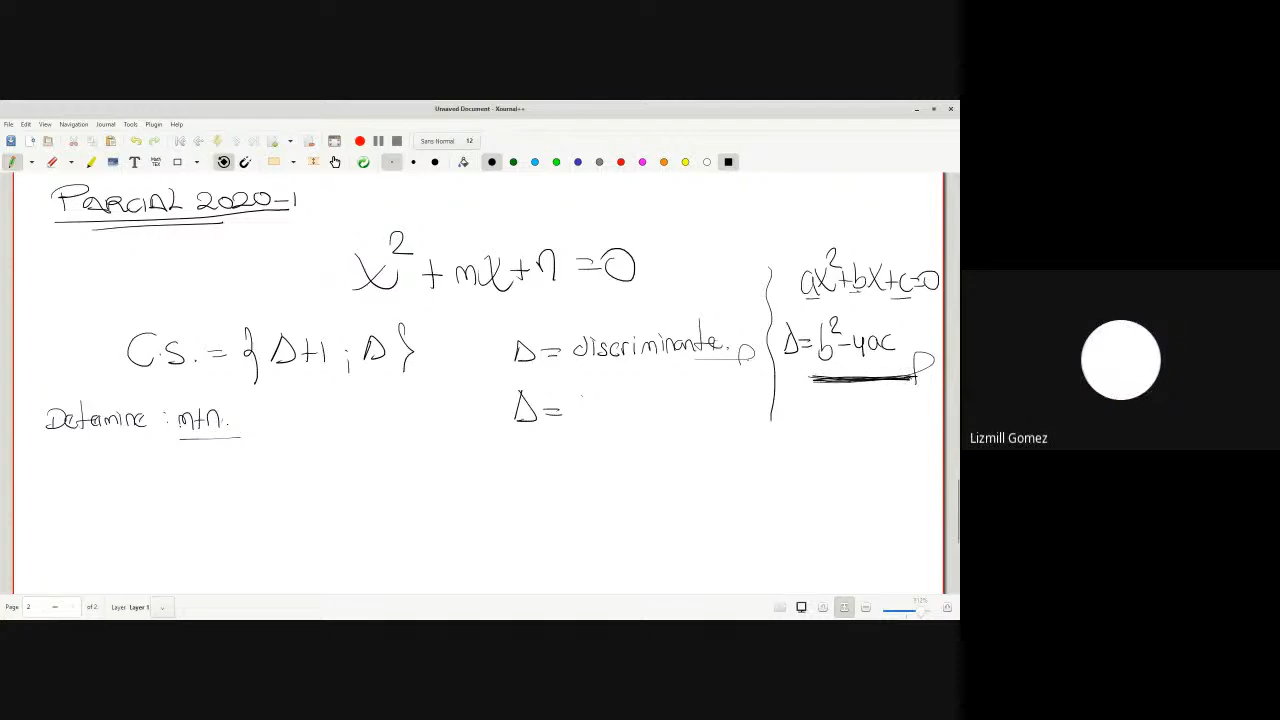 Unsaved Document - Xournal++
File Edit View Navigation Journal Tools Plugin Help
Sans Normal 12
PARCIAL 2020-1
x² + mx + n = 0
ax²+bx+c=0
C.S. = { Δ+1 ; Δ }
Δ = discriminante.
Δ = b²-4ac
Determine : m+n.
Δ =
Lizmill Gomez
Page 2 of 2 Layer Layer 1
112%